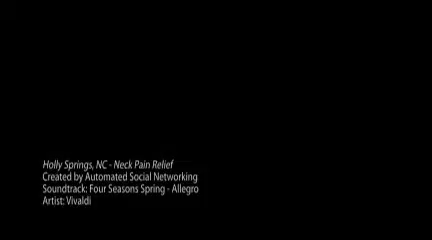 Holly Springs, NC - Neck Pain Relief
Created by Automated Social Networking
Soundtrack: Four Seasons Spring - Allegro
Artist: Vivaldi